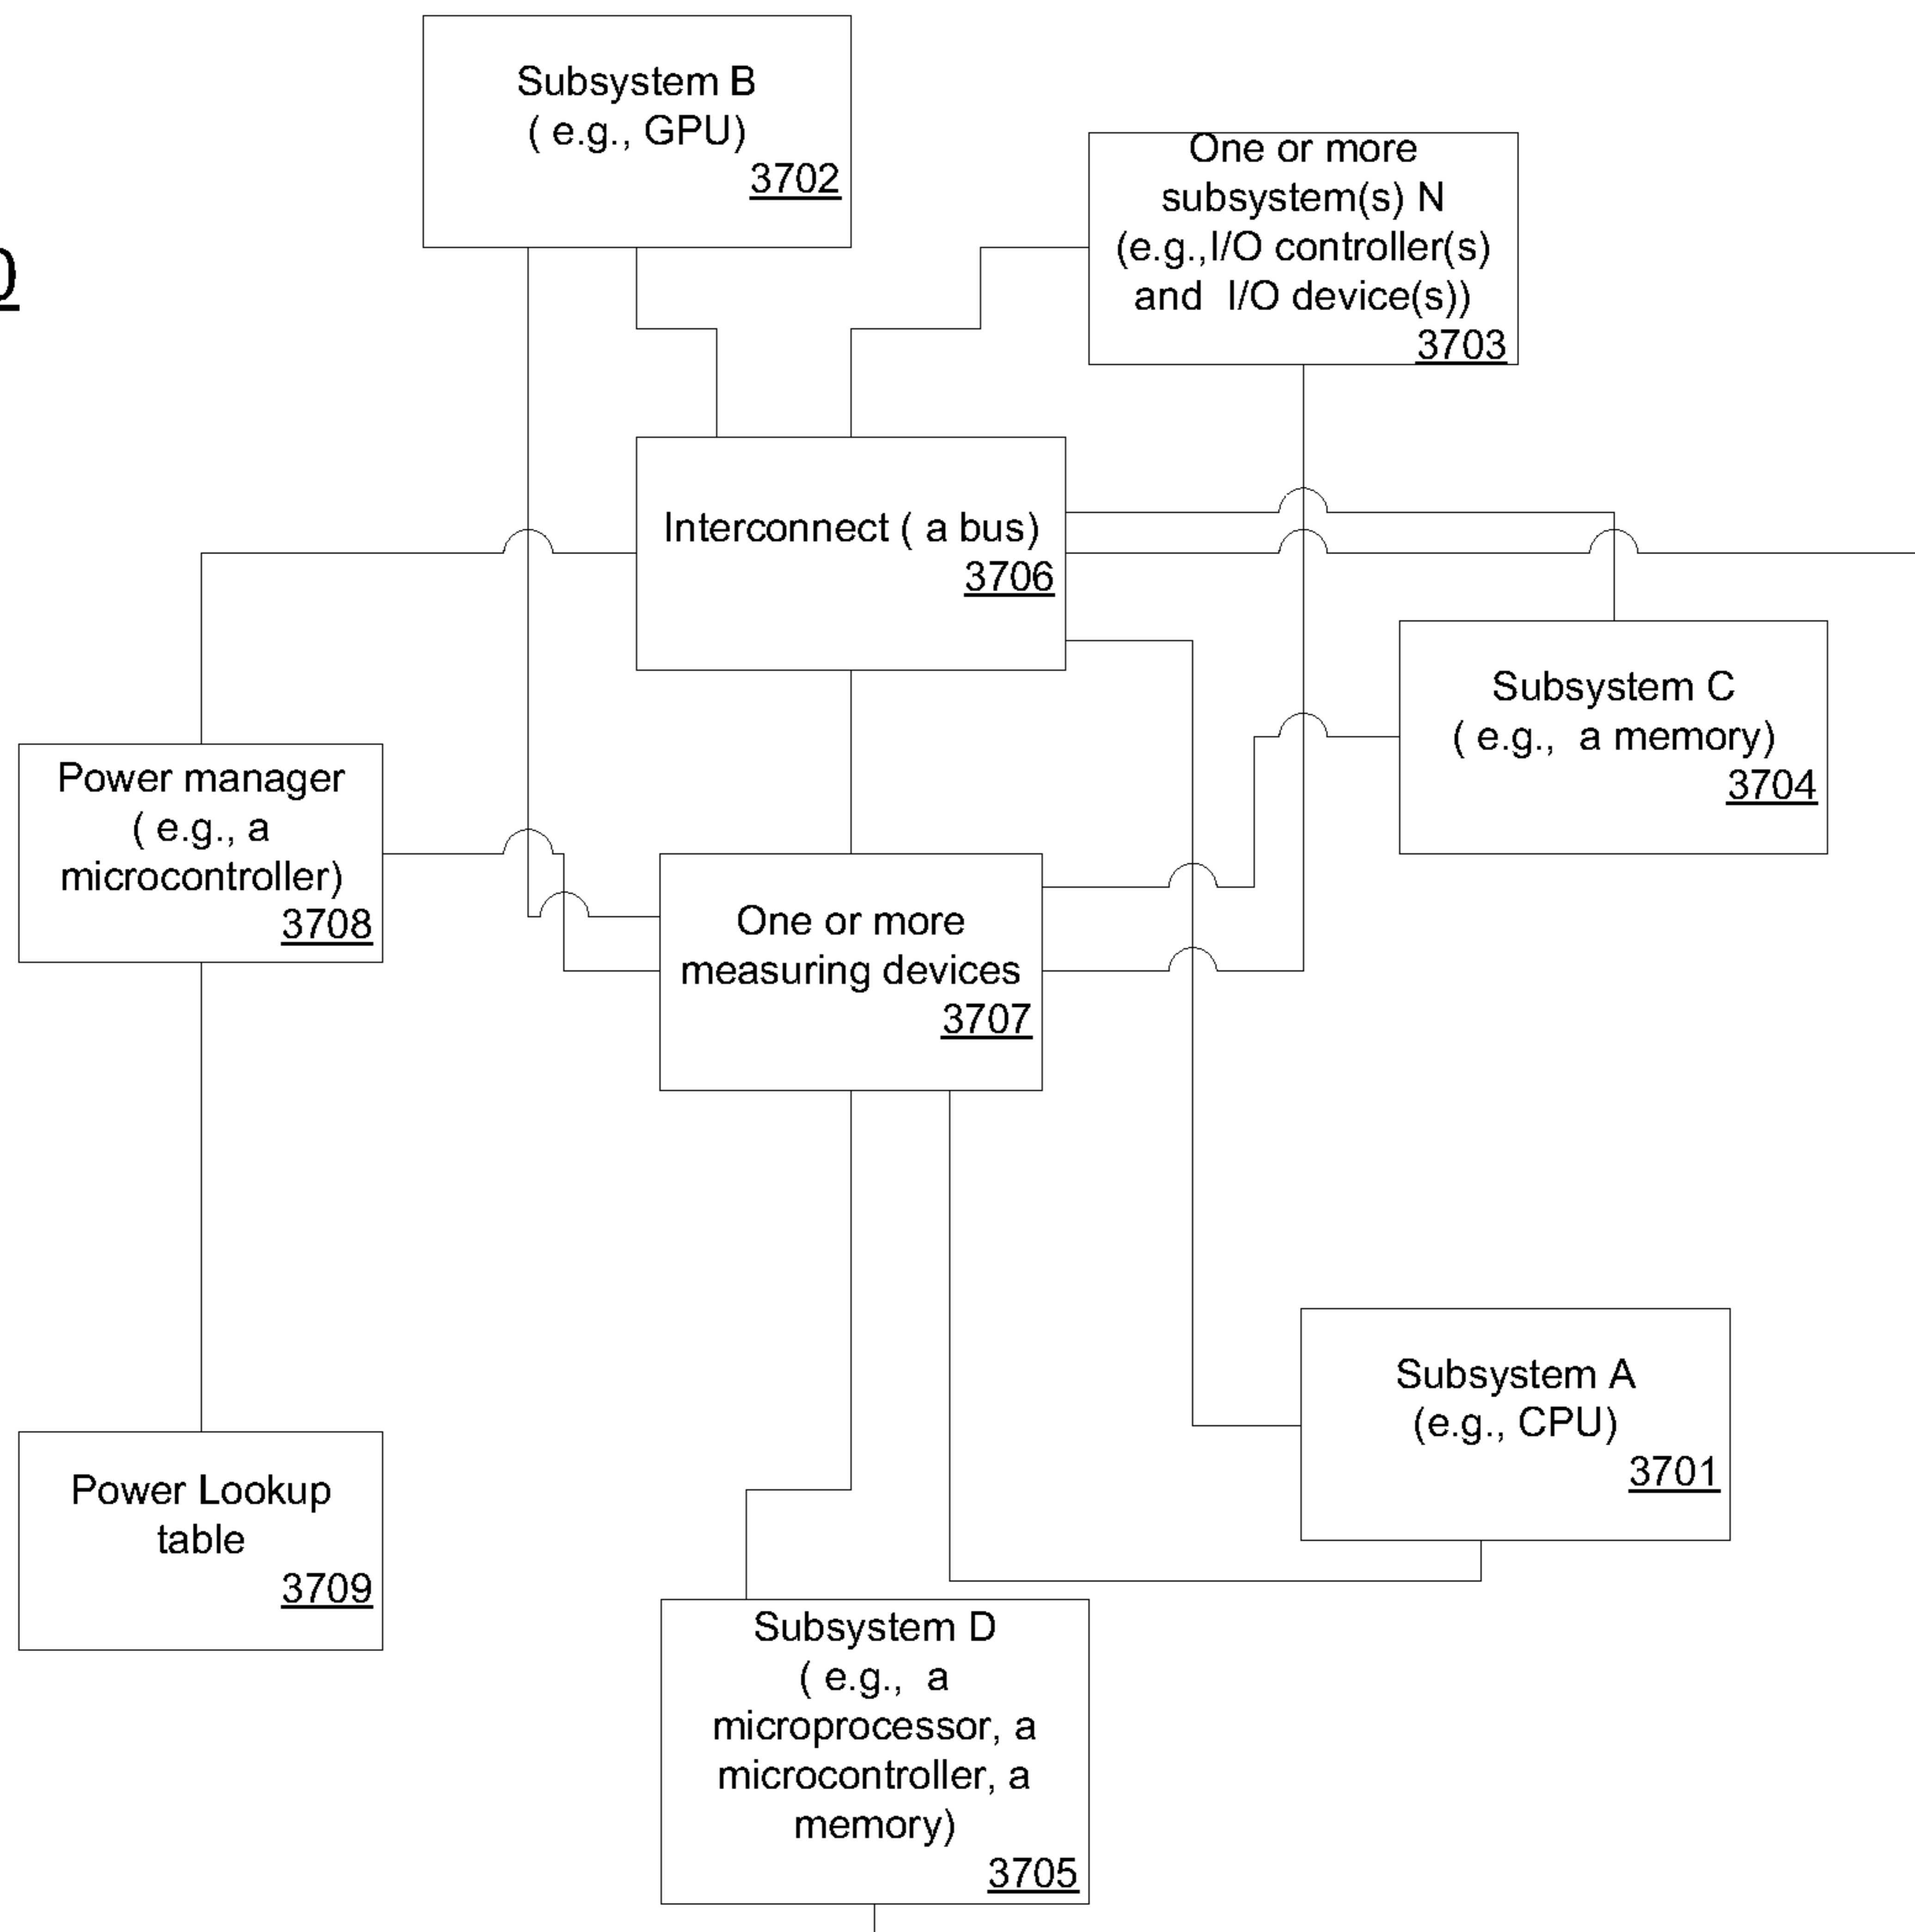 Subsystem B
( e.g., GPU)
3702
One or more
subsystem(s) N
(e.g.,I/O controller(s)
and I/O device(s))
3703
0
Interconnect ( a bus)
3706
Subsystem C
( e.g., a memory)
3704
Power manager
( e.g., a
microcontroller)
3708
One or more
measuring devices
3707
Subsystem A
(e.g., CPU)
3701
Power Lookup
table
3709
Subsystem D
( e.g., a
microprocessor, a
microcontroller, a
memory)
3705